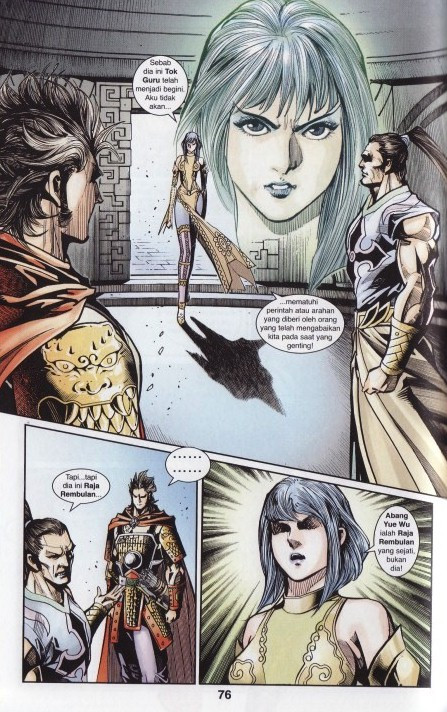 Sebab
dia ini Tok
Guru telah
menjadi begini.
Aku tidak
akan...
...mematuhi
perintah atau arahan
yang diberi oleh orang
yang telah mengabaikan
kita pada saat yang
genting!
Tapi...tapi
dia ini Raja
Rembulan...
......
......
Abang
Yue Wu
ialah Raja
Rembulan
yang sejati,
bukan
dia!
76